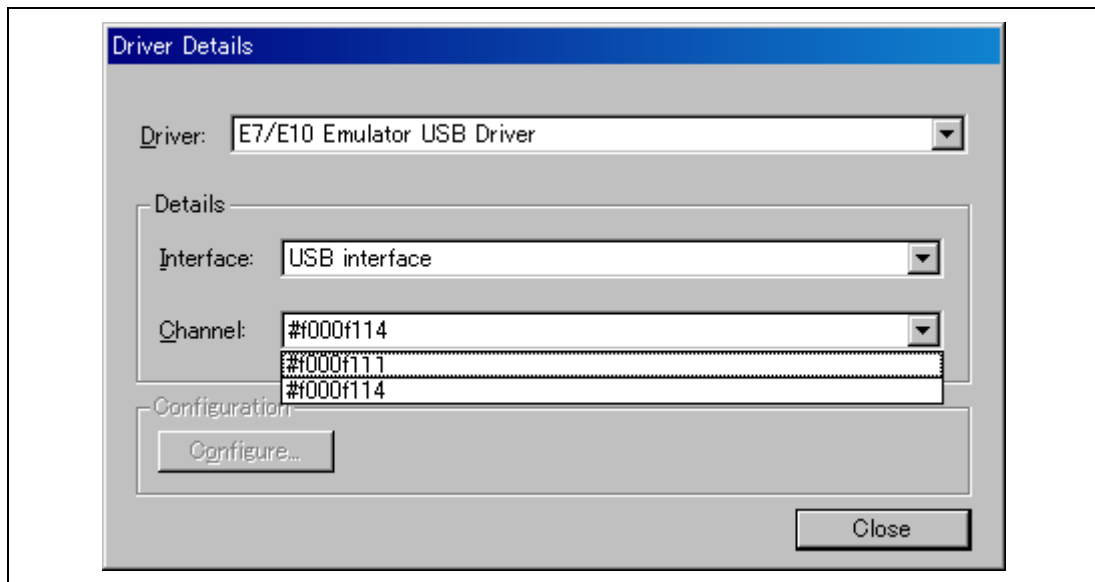 Driver Details
Driver: E7/E10 Emulator USB Driver
Details
Interface: USB interface
Channel: #f000f114
#f000f111
#f000f114
Configuration
Configure...
Close